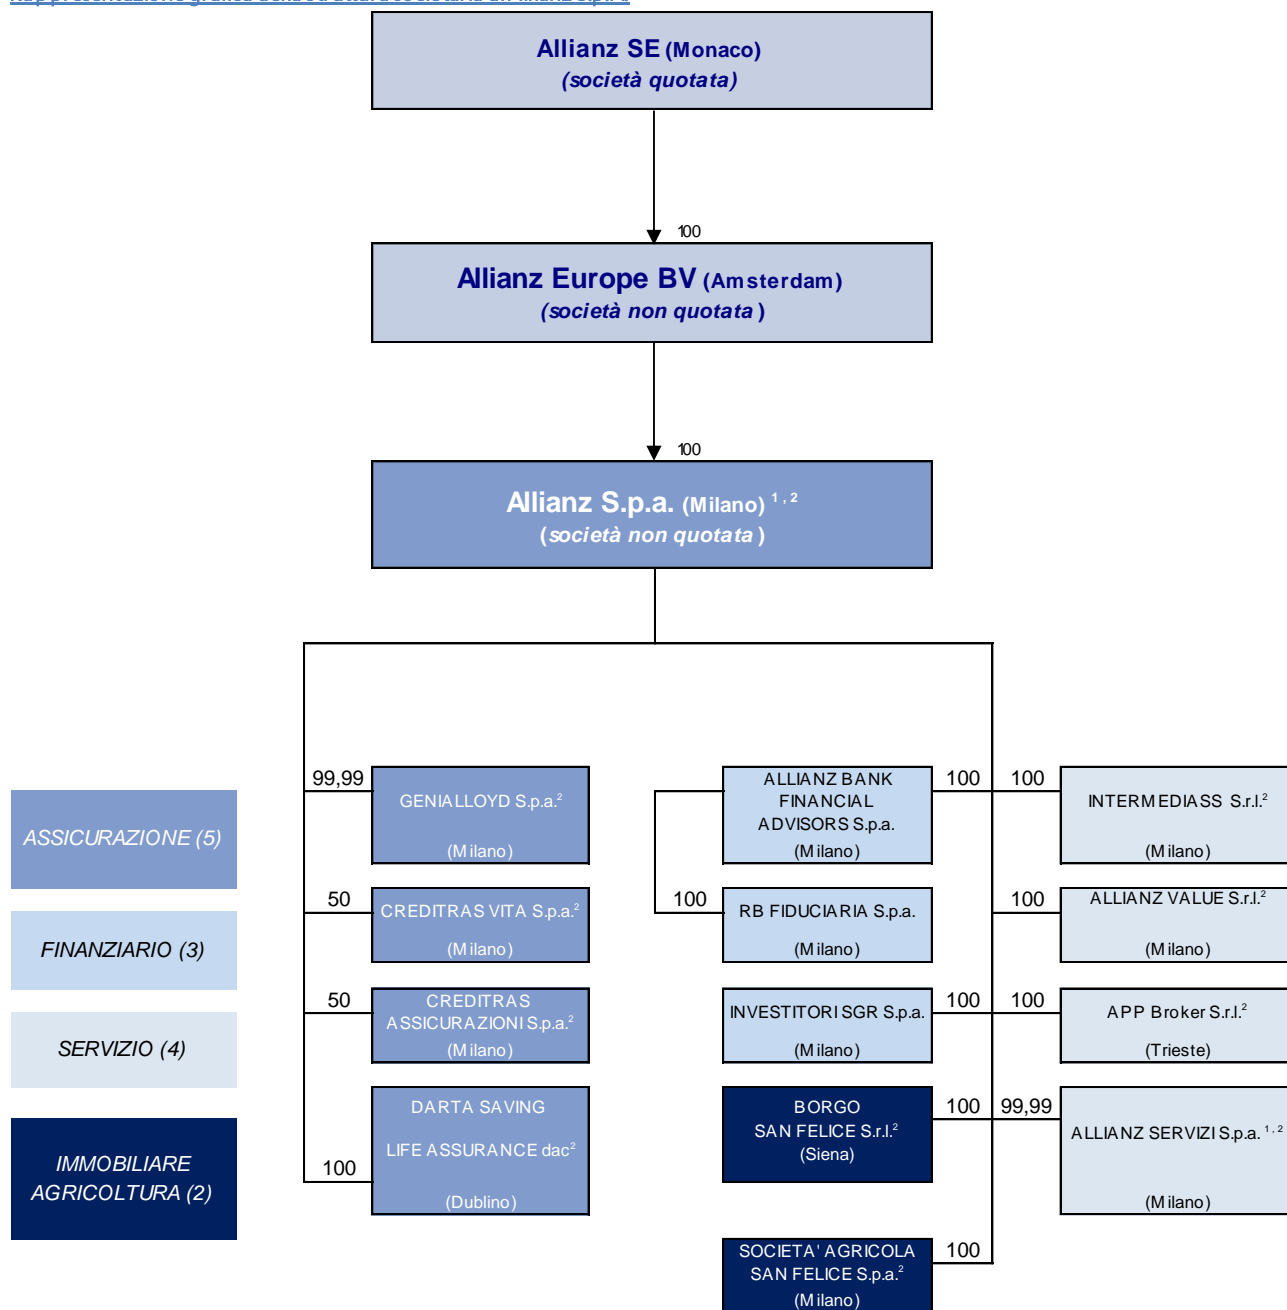 Allianz SE (Monaco)
(società quotata)
100
Allianz Europe BV (Amsterdam)
(società non quotata )
100
Allianz S.p.a. (Milano) 1 , 2
(società non quotata )
ASSICURAZIONE (5)
FINANZIARIO (3)
SERVIZIO (4)
IMMOBILIARE
AGRICOLTURA (2)
99,99
GENIALLOYD S.p.a.2
(Milano)
50
CREDITRAS VITA S.p.a.2
(Milano)
50
CREDITRAS
ASSICURAZIONI S.p.a.2
(Milano)
100
DARTA SAVING
LIFE ASSURANCE dac2
(Dublino)
ALLIANZ BANK
FINANCIAL
ADVISORS S.p.a.
(Milano)
100
100
RB FIDUCIARIA S.p.a.
(Milano)
INVESTITORI SGR S.p.a.
(Milano)
100
BORGO
SAN FELICE S.r.l.2
(Siena)
100
SOCIETA' AGRICOLA
SAN FELICE S.p.a.2
(Milano)
100
100
INTERMEDIASS S.r.l.2
(Milano)
100
ALLIANZ VALUE S.r.l.2
(Milano)
100
APP Broker S.r.l.2
(Trieste)
99,99
ALLIANZ SERVIZI S.p.a. 1 , 2
(Milano)